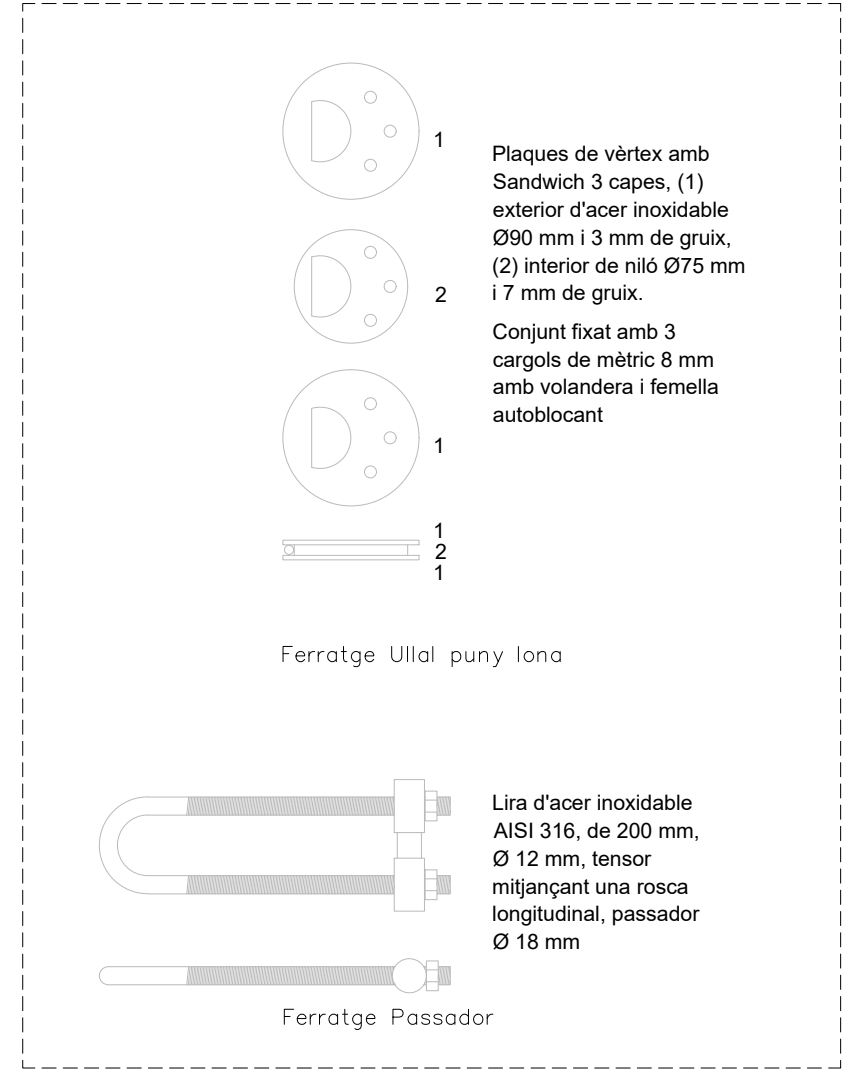 1
Plaques de vèrtex amb
Sandwich 3 capes, (1)
exterior d'acer inoxidable
Ø90 mm i 3 mm de gruix,
(2) interior de niló Ø75 mm
i 7 mm de gruix.
2
Conjunt fixat amb 3
cargols de mètric 8 mm
amb volandera i femella
autoblocant
1
1
2
1
Ferratge Ullal puny lona
Lira d'acer inoxidable
AISI 316, de 200 mm,
Ø 12 mm, tensor
mitjançant una rosca
longitudinal, passador
Ø 18 mm
Ferratge Passador